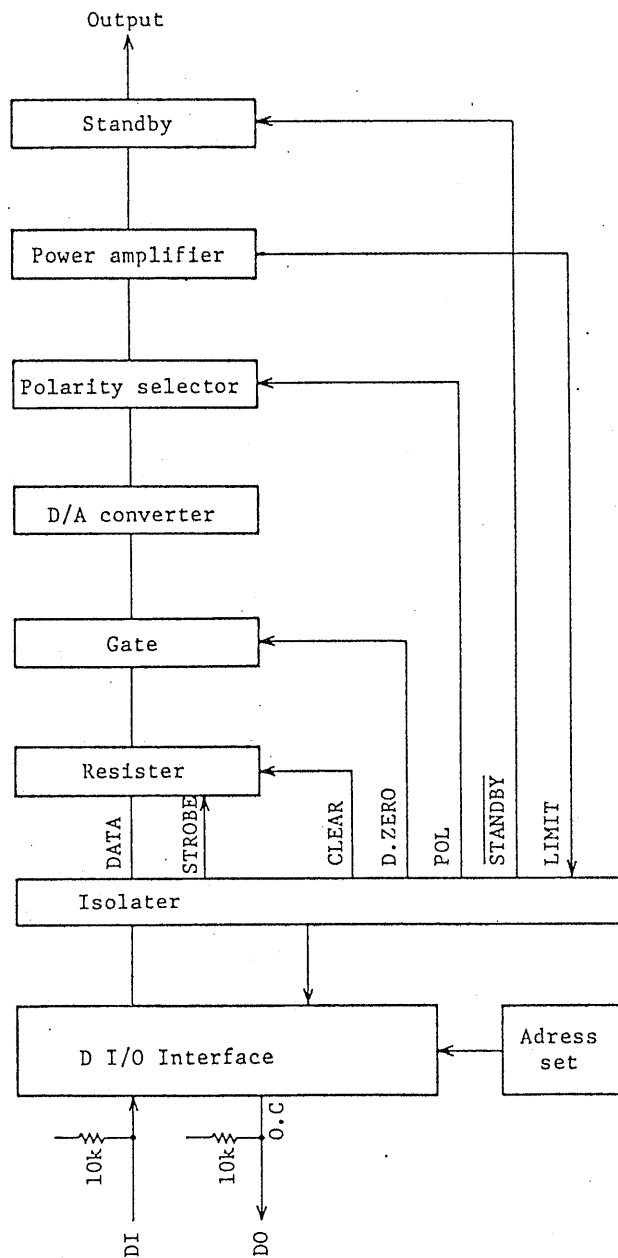 Output
Standby
Power amplifier
Polarity selector
D/A converter
Gate
Resister
DATA
STROBE
CLEAR
D.ZERO
POL
STANDBY
LIMIT
Isolater
D I/O Interface
Adress
set
10k
10k
O.C
DI
DO